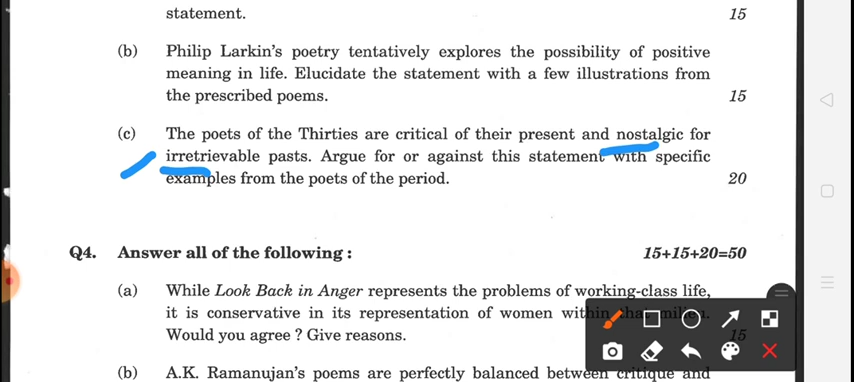 statement. 15
(b) Philip Larkin's poetry tentatively explores the possibility of positive
meaning in life. Elucidate the statement with a few illustrations from
the prescribed poems. 15
(c) The poets of the Thirties are critical of their present and nostalgic for
irretrievable pasts. Argue for or against this statement with specific
examples from the poets of the period. 20
Q4. Answer all of the following : 15+15+20=50
(a) While Look Back in Anger represents the problems of working-class life,
it is conservative in its representation of women within that milieu.
Would you agree ? Give reasons. 15
(b) A.K. Ramanujan's poems are perfectly balanced between critique and